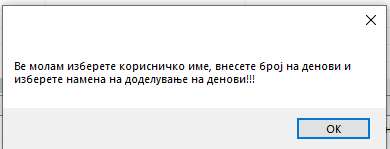 Ве молам изберете корисничко име, внесете број на денови и
изберете намена на доделување на денови!!!
OK